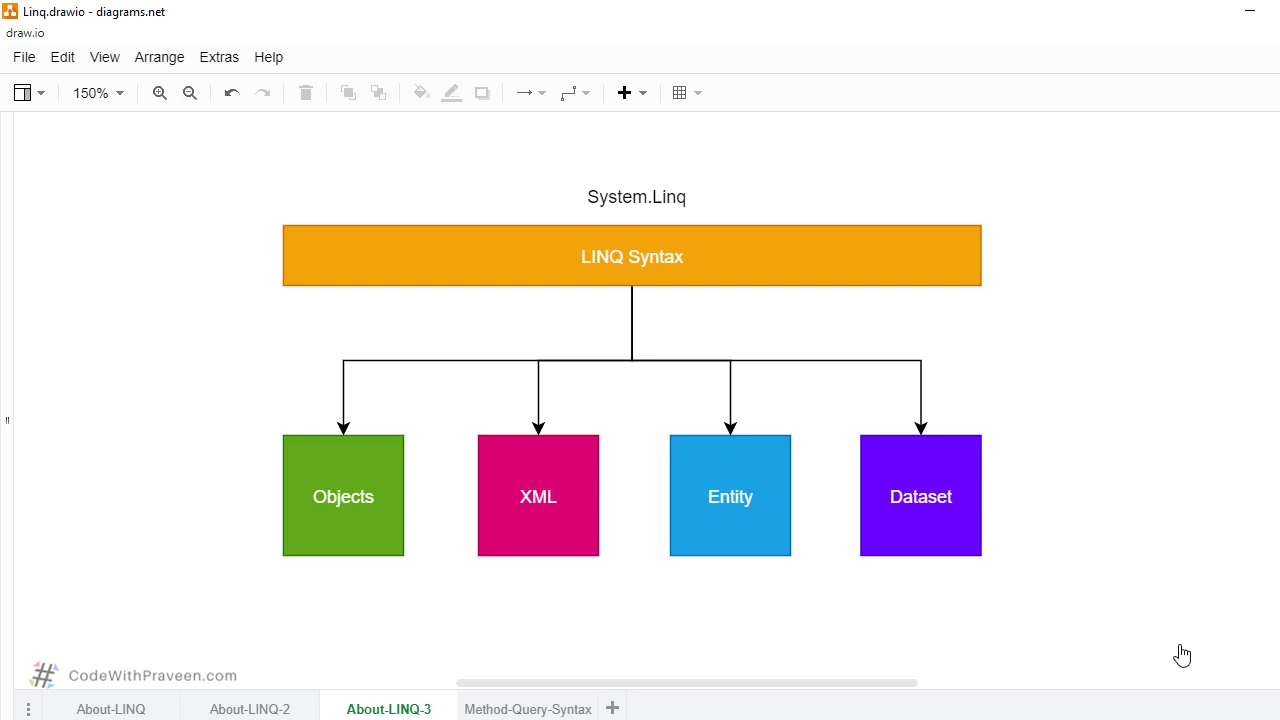 Linq.drawio - diagrams.net
draw.io
File Edit View Arrange Extras Help
150%
System.Linq
LINQ Syntax
Objects XML Entity Dataset
# CodeWithPraveen.com
About-LINQ About-LINQ-2 About-LINQ-3 Method-Query-Syntax